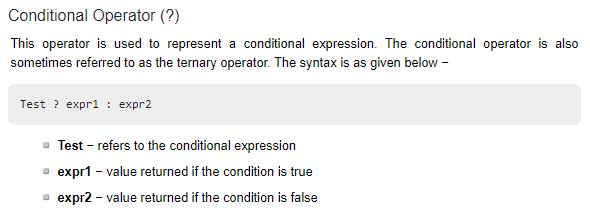 Conditional Operator (?)
This operator is used to represent a conditional expression. The conditional operator is also
sometimes referred to as the ternary operator. The syntax is as given below −
Test ? expr1 : expr2
Test − refers to the conditional expression
expr1 − value returned if the condition is true
expr2 − value returned if the condition is false